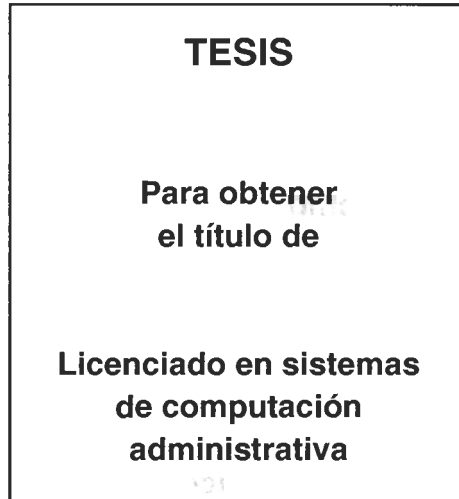 TESIS
Para obtener
el título de
Licenciado en sistemas
de computación
administrativa